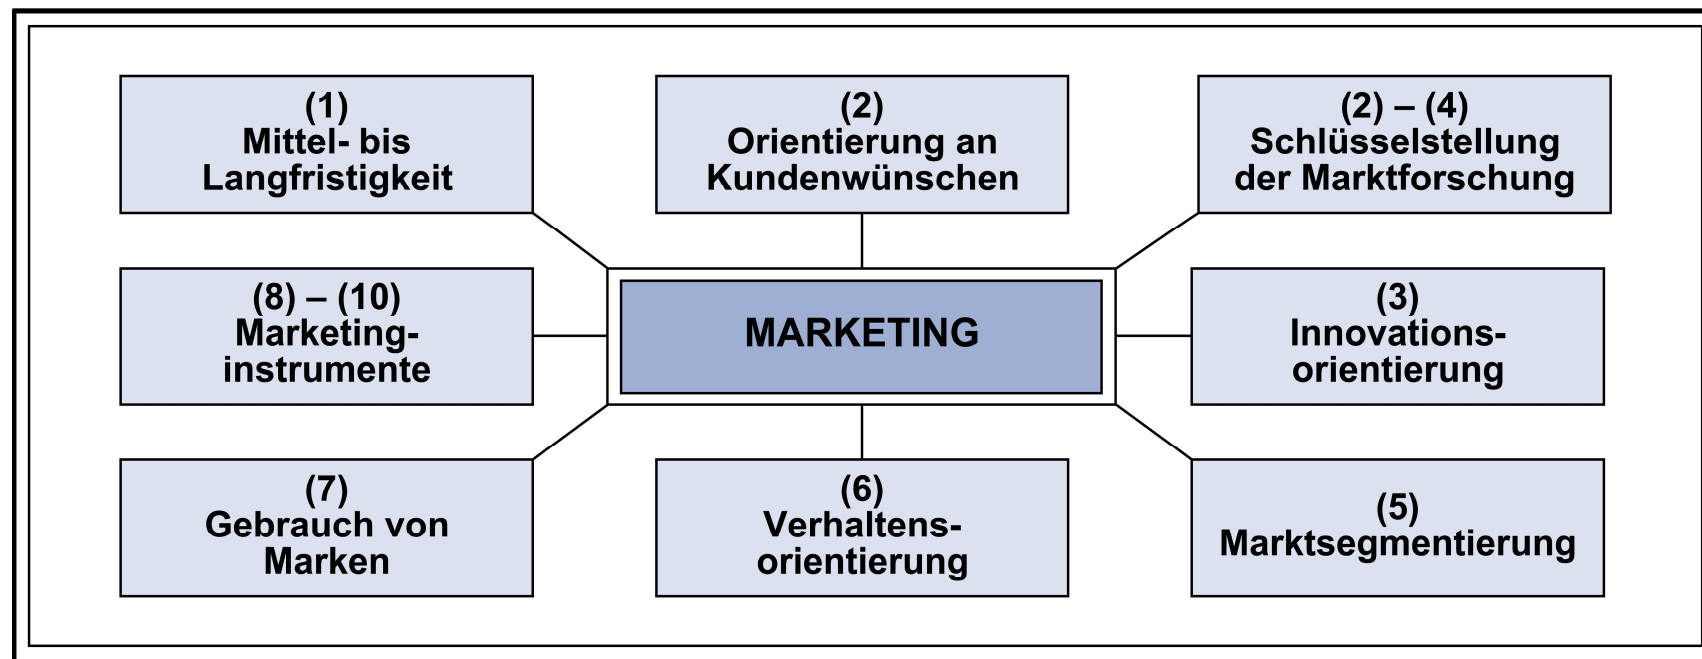 (1)
Mittel- bis
Langfristigkeit
(2)
Orientierung an
Kundenwünschen
(2) – (4)
Schlüsselstellung
der Marktforschung
(8) – (10)
Marketing-
instrumente
MARKETING
(3)
Innovations-
orientierung
(7)
Gebrauch von
Marken
(6)
Verhaltens-
orientierung
(5)
Marktsegmentierung